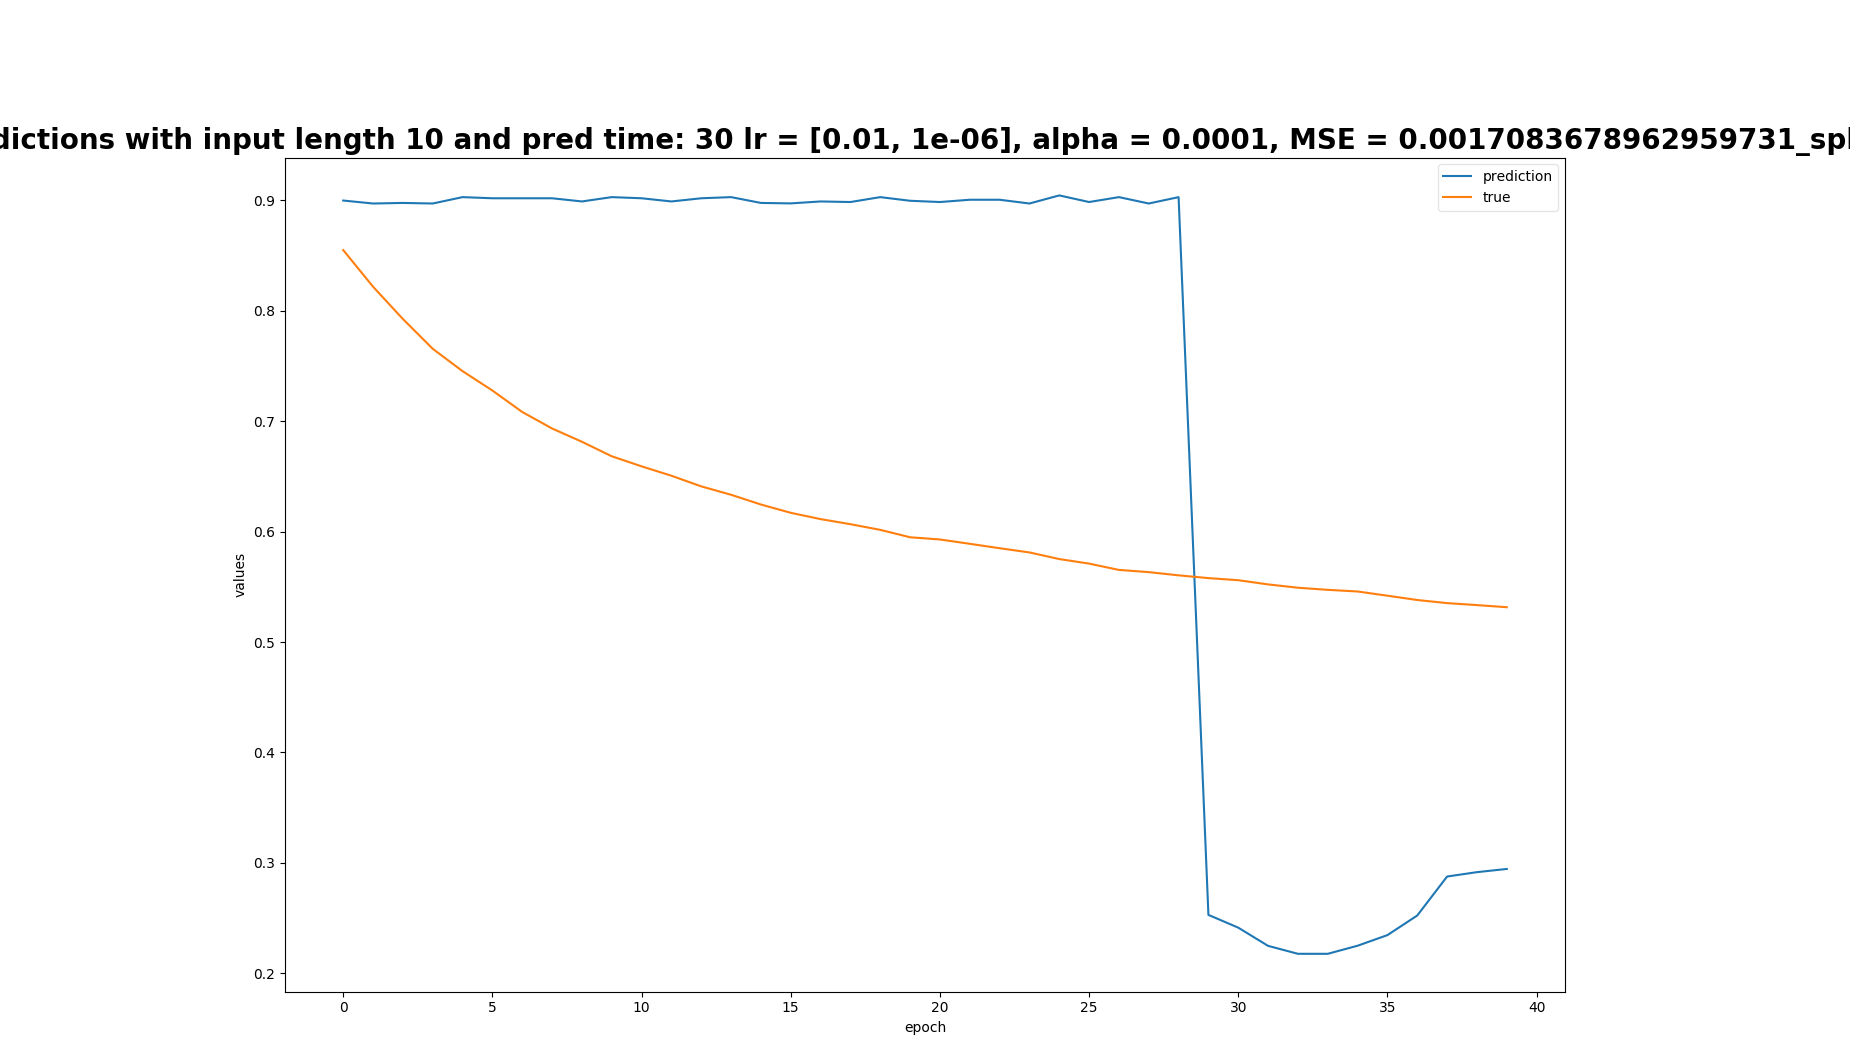 dictions with input length 10 and pred time: 30 lr = [0.01, 1e-06], alpha = 0.0001, MSE = 0.0017083678962959731_spl
prediction
true
0.9
0.8
0.7
0.6
0.5
0.4
0.3
0.2
values
0 5 10 15 20 25 30 35 40
epoch